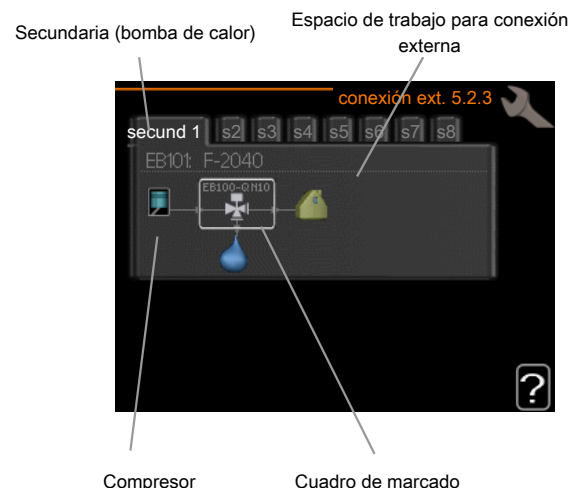 Secundaria (bomba de calor)
Espacio de trabajo para conexión
externa
conexión ext. 5.2.3
secund 1 s2 s3 s4 s5 s6 s7 s8
EB101: F-2040
EB100-QN10
?
Compresor
Cuadro de marcado